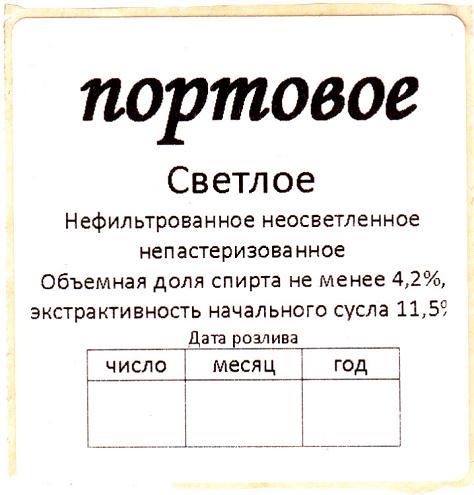 портовое
Светлое
Нефильтрованное неосветленное
непастеризованное
Объемная доля спирта не менее 4,2%,
экстрактивность начального сусла 11,5%
Дата розлива
число месяц год